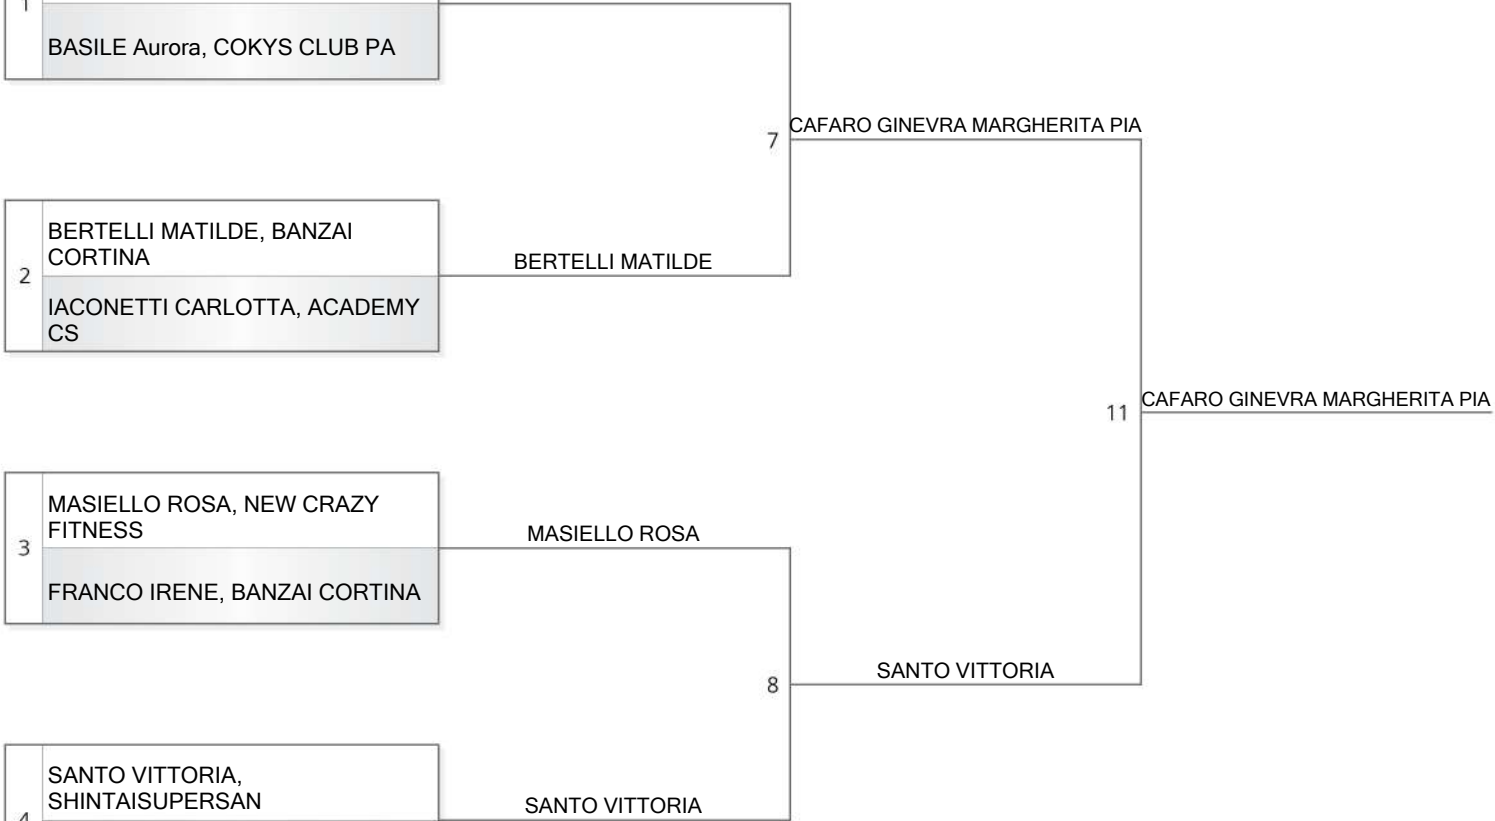 1
BASILE Aurora, COKYS CLUB PA
CAFARO GINEVRA MARGHERITA PIA
7
BERTELLI MATILDE, BANZAI
CORTINA
BERTELLI MATILDE
2
IACONETTI CARLOTTA, ACADEMY
CS
CAFARO GINEVRA MARGHERITA PIA
11
MASIELLO ROSA, NEW CRAZY
FITNESS
MASIELLO ROSA
3
FRANCO IRENE, BANZAI CORTINA
SANTO VITTORIA
8
SANTO VITTORIA,
SHINTAISUPERSAN
SANTO VITTORIA
4